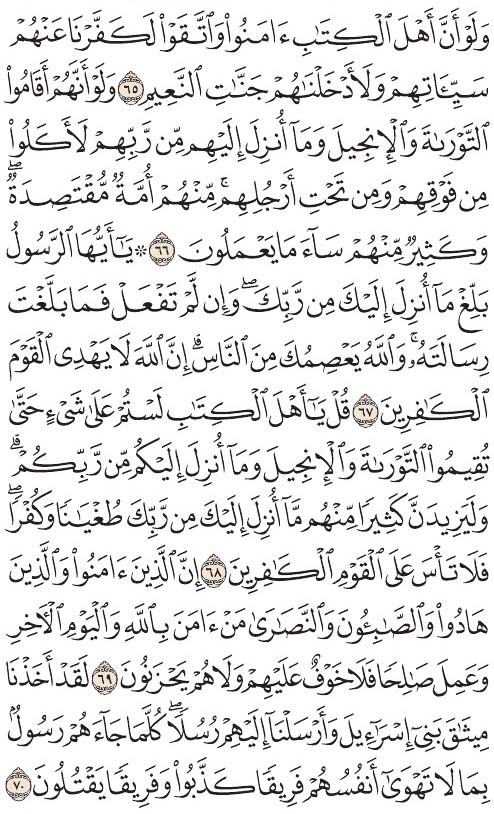 وَلَوْ أَنَّ أَهْلَ ٱلْكِتَٰبِ ءَامَنُوا۟ وَٱتَّقَوْا۟ لَكَفَّرْنَا عَنْهُمْ
سَيِّـَٔاتِهِمْ وَلَأَدْخَلْنَٰهُمْ جَنَّٰتِ ٱلنَّعِيمِ ٦٥ وَلَوْ أَنَّهُمْ أَقَامُوا۟
ٱلتَّوْرَىٰةَ وَٱلْإِنجِيلَ وَمَآ أُنزِلَ إِلَيْهِم مِّن رَّبِّهِمْ لَأَكَلُوا۟
مِن فَوْقِهِمْ وَمِن تَحْتِ أَرْجُلِهِم ۚ مِّنْهُمْ أُمَّةٌ مُّقْتَصِدَةٌ ۖ
وَكَثِيرٌ مِّنْهُمْ سَآءَ مَا يَعْمَلُونَ ٦٦ ۞ يَٰٓأَيُّهَا ٱلرَّسُولُ
بَلِّغْ مَآ أُنزِلَ إِلَيْكَ مِن رَّبِّكَ ۖ وَإِن لَّمْ تَفْعَلْ فَمَا بَلَّغْتَ
رِسَالَتَهُۥ ۚ وَٱللَّهُ يَعْصِمُكَ مِنَ ٱلنَّاسِ ۗ إِنَّ ٱللَّهَ لَا يَهْدِى ٱلْقَوْمَ
ٱلْكَٰفِرِينَ ٦٧ قُلْ يَٰٓأَهْلَ ٱلْكِتَٰبِ لَسْتُمْ عَلَىٰ شَىْءٍ حَتَّىٰ
تُقِيمُوا۟ ٱلتَّوْرَىٰةَ وَٱلْإِنجِيلَ وَمَآ أُنزِلَ إِلَيْكُم مِّن رَّبِّكُمْ ۗ
وَلَيَزِيدَنَّ كَثِيرًا مِّنْهُم مَّآ أُنزِلَ إِلَيْكَ مِن رَّبِّكَ طُغْيَٰنًا وَكُفْرًا ۖ
فَلَا تَأْسَ عَلَى ٱلْقَوْمِ ٱلْكَٰفِرِينَ ٦٨ إِنَّ ٱلَّذِينَ ءَامَنُوا۟ وَٱلَّذِينَ
هَادُوا۟ وَٱلصَّٰبِـُٔونَ وَٱلنَّصَٰرَىٰ مَنْ ءَامَنَ بِٱللَّهِ وَٱلْيَوْمِ ٱلْءَاخِرِ
وَعَمِلَ صَٰلِحًا فَلَا خَوْفٌ عَلَيْهِمْ وَلَا هُمْ يَحْزَنُونَ ٦٩ لَقَدْ أَخَذْنَا
مِيثَٰقَ بَنِىٓ إِسْرَٰٓءِيلَ وَأَرْسَلْنَآ إِلَيْهِمْ رُسُلًا ۖ كُلَّمَا جَآءَهُمْ رَسُولٌۢ
بِمَا لَا تَهْوَىٰٓ أَنفُسُهُمْ فَرِيقًا كَذَّبُوا۟ وَفَرِيقًا يَقْتُلُونَ ٧٠